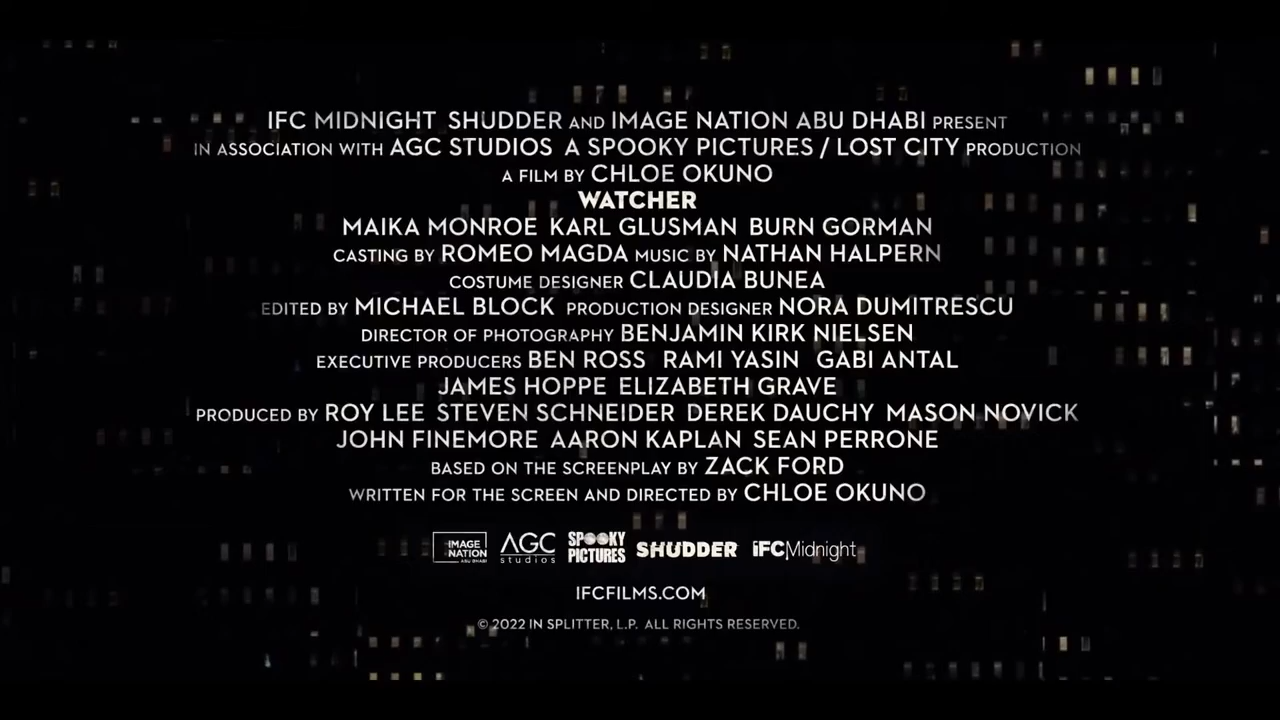 IFC MIDNIGHT SHUDDER AND IMAGE NATION ABU DHABI PRESENT
IN ASSOCIATION WITH AGC STUDIOS A SPOOKY PICTURES / LOST CITY PRODUCTION
A FILM BY CHLOE OKUNO
WATCHER
MAIKA MONROE KARL GLUSMAN BURN GORMAN
CASTING BY ROMEO MAGDA MUSIC BY NATHAN HALPERN
COSTUME DESIGNER CLAUDIA BUNEA
EDITED BY MICHAEL BLOCK PRODUCTION DESIGNER NORA DUMITRESCU
DIRECTOR OF PHOTOGRAPHY BENJAMIN KIRK NIELSEN
EXECUTIVE PRODUCERS BEN ROSS RAMI YASIN GABI ANTAL
JAMES HOPPE ELIZABETH GRAVE
PRODUCED BY ROY LEE STEVEN SCHNEIDER DEREK DAUCHY MASON NOVICK
JOHN FINEMORE AARON KAPLAN SEAN PERRONE
BASED ON THE SCREENPLAY BY ZACK FORD
WRITTEN FOR THE SCREEN AND DIRECTED BY CHLOE OKUNO
IMAGE NATION ABU DHABI AGC studios SPOOKY PICTURES SHUDDER iFC Midnight
IFCFILMS.COM
© 2022 IN SPLITTER, L.P. ALL RIGHTS RESERVED.